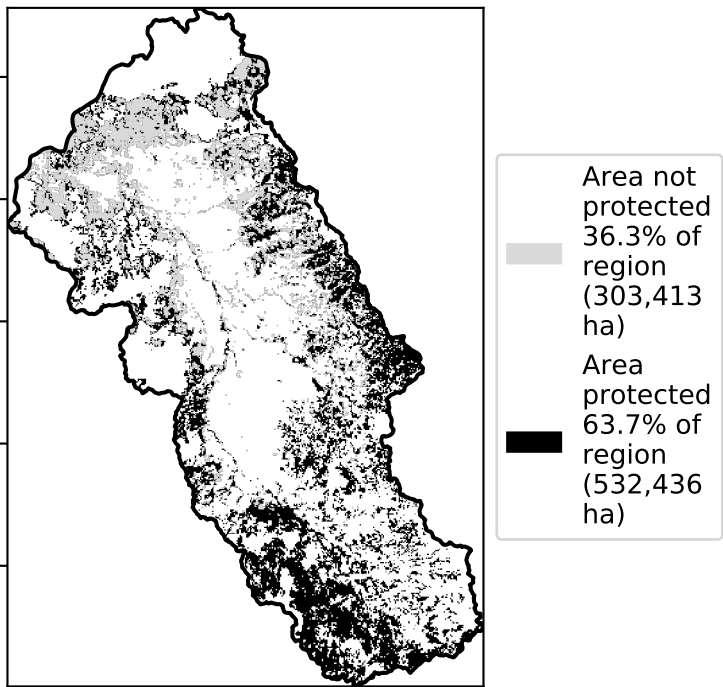 Area not
protected
36.3% of
region
(303,413
ha)
Area
protected
63.7% of
region
(532,436
ha)